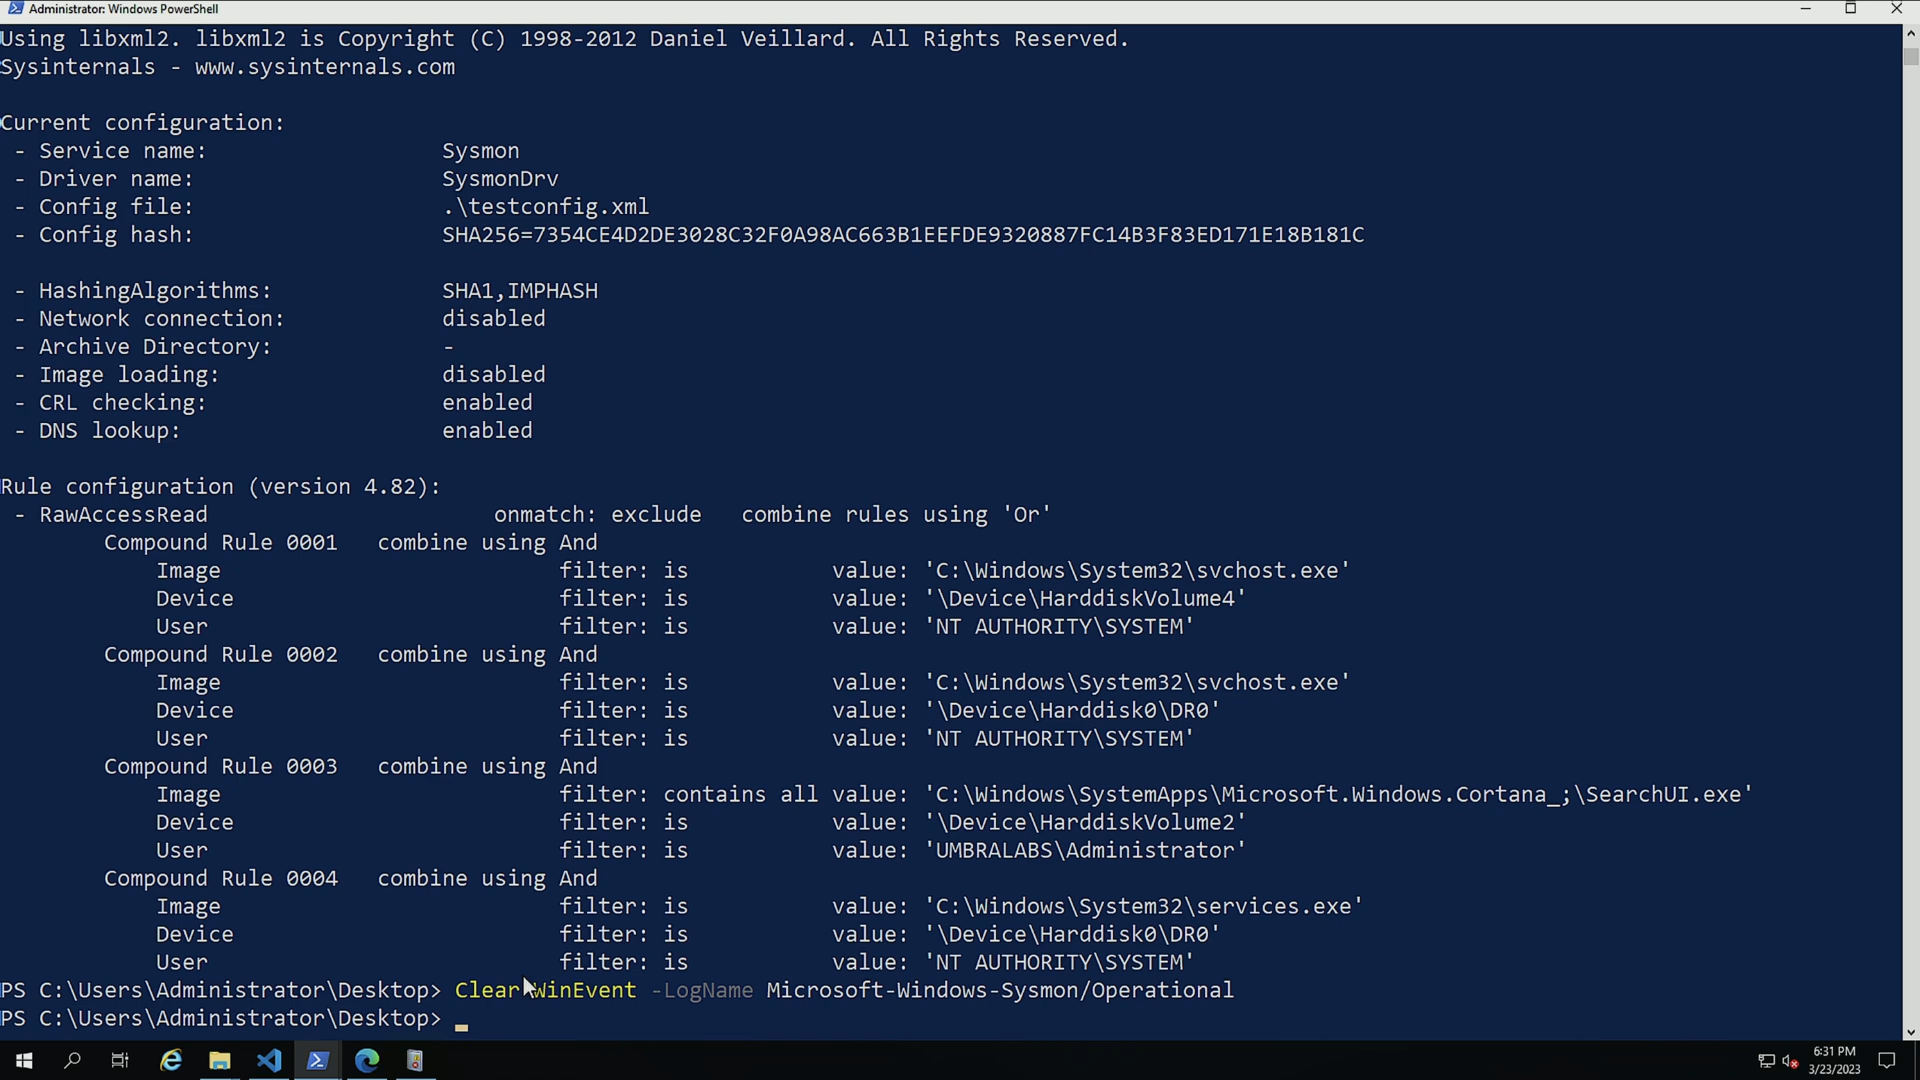 Administrator: Windows PowerShell
Using libxml2. libxml2 is Copyright (C) 1998-2012 Daniel Veillard. All Rights Reserved.
Sysinternals - www.sysinternals.com
Current configuration:
- Service name: Sysmon
- Driver name: SysmonDrv
- Config file: .\testconfig.xml
- Config hash: SHA256=7354CE4D2DE3028C32F0A98AC663B1EEFDE9320887FC14B3F83ED171E18B181C
- HashingAlgorithms: SHA1,IMPHASH
- Network connection: disabled
- Archive Directory: -
- Image loading: disabled
- CRL checking: enabled
- DNS lookup: enabled
Rule configuration (version 4.82):
- RawAccessRead onmatch: exclude combine rules using 'Or'
Compound Rule 0001 combine using And
Image filter: is value: 'C:\Windows\System32\svchost.exe'
Device filter: is value: '\Device\HarddiskVolume4'
User filter: is value: 'NT AUTHORITY\SYSTEM'
Compound Rule 0002 combine using And
Image filter: is value: 'C:\Windows\System32\svchost.exe'
Device filter: is value: '\Device\Harddisk0\DR0'
User filter: is value: 'NT AUTHORITY\SYSTEM'
Compound Rule 0003 combine using And
Image filter: contains all value: 'C:\Windows\SystemApps\Microsoft.Windows.Cortana_;\SearchUI.exe'
Device filter: is value: '\Device\HarddiskVolume2'
User filter: is value: 'UMBRALABS\Administrator'
Compound Rule 0004 combine using And
Image filter: is value: 'C:\Windows\System32\services.exe'
Device filter: is value: '\Device\Harddisk0\DR0'
User filter: is value: 'NT AUTHORITY\SYSTEM'
PS C:\Users\Administrator\Desktop> Clear-WinEvent -LogName Microsoft-Windows-Sysmon/Operational
PS C:\Users\Administrator\Desktop>
6:31 PM
3/23/2023